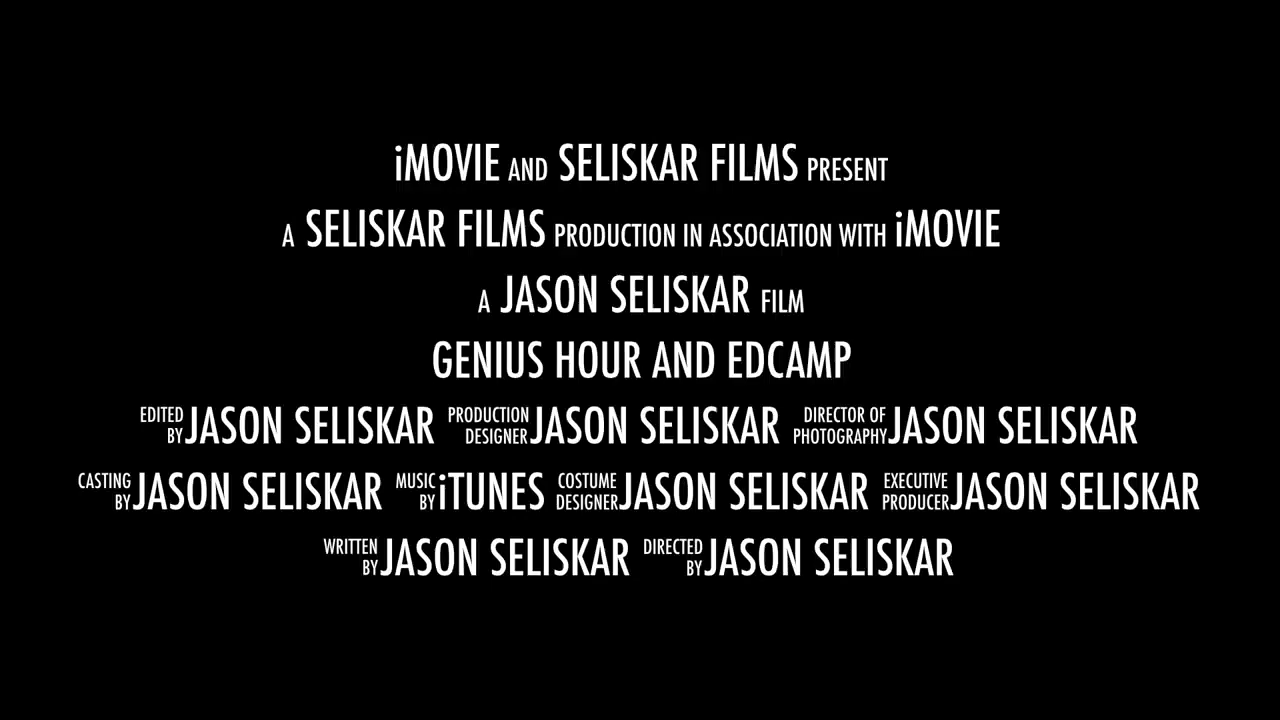 iMOVIE AND SELISKAR FILMS PRESENT
A SELISKAR FILMS PRODUCTION IN ASSOCIATION WITH iMOVIE
A JASON SELISKAR FILM
GENIUS HOUR AND EDCAMP
EDITED BY JASON SELISKAR PRODUCTION DESIGNER JASON SELISKAR DIRECTOR OF PHOTOGRAPHY JASON SELISKAR
CASTING BY JASON SELISKAR MUSIC BY iTUNES COSTUME DESIGNER JASON SELISKAR EXECUTIVE PRODUCER JASON SELISKAR
WRITTEN BY JASON SELISKAR DIRECTED BY JASON SELISKAR